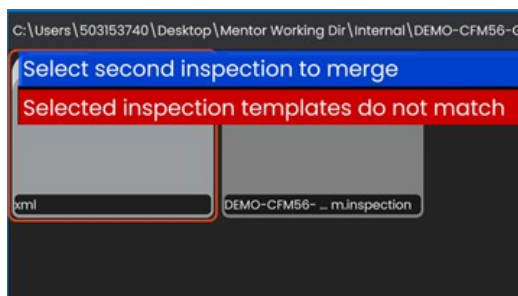 C:\Users\503153740\Desktop\Mentor Working Dir\Internal\DEMO-CFM56-
Select second inspection to merge
Selected inspection templates do not match
xml
DEMO-CFM56- ... m.inspection